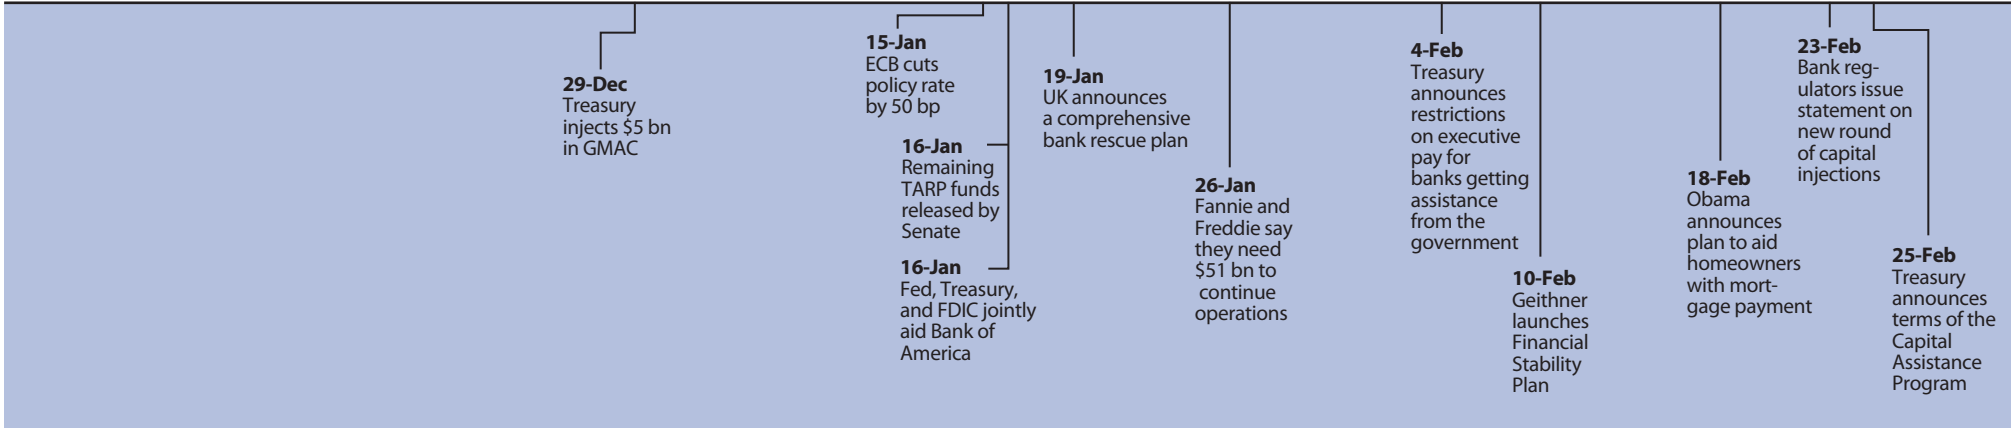 29-Dec
Treasury
injects $5 bn
in GMAC
15-Jan
ECB cuts
policy rate
by 50 bp
16-Jan
Remaining
TARP funds
released by
Senate
16-Jan
Fed, Treasury,
and FDIC jointly
aid Bank of
America
19-Jan
UK announces
a comprehensive
bank rescue plan
26-Jan
Fannie and
Freddie say
they need
$51 bn to
continue
operations
4-Feb
Treasury
announces
restrictions
on executive
pay for
banks getting
assistance
from the
government
10-Feb
Geithner
launches
Financial
Stability
Plan
18-Feb
Obama
announces
plan to aid
homeowners
with mort-
gage payment
23-Feb
Bank reg-
ulators issue
statement on
new round
of capital
injections
25-Feb
Treasury
announces
terms of the
Capital
Assistance
Program